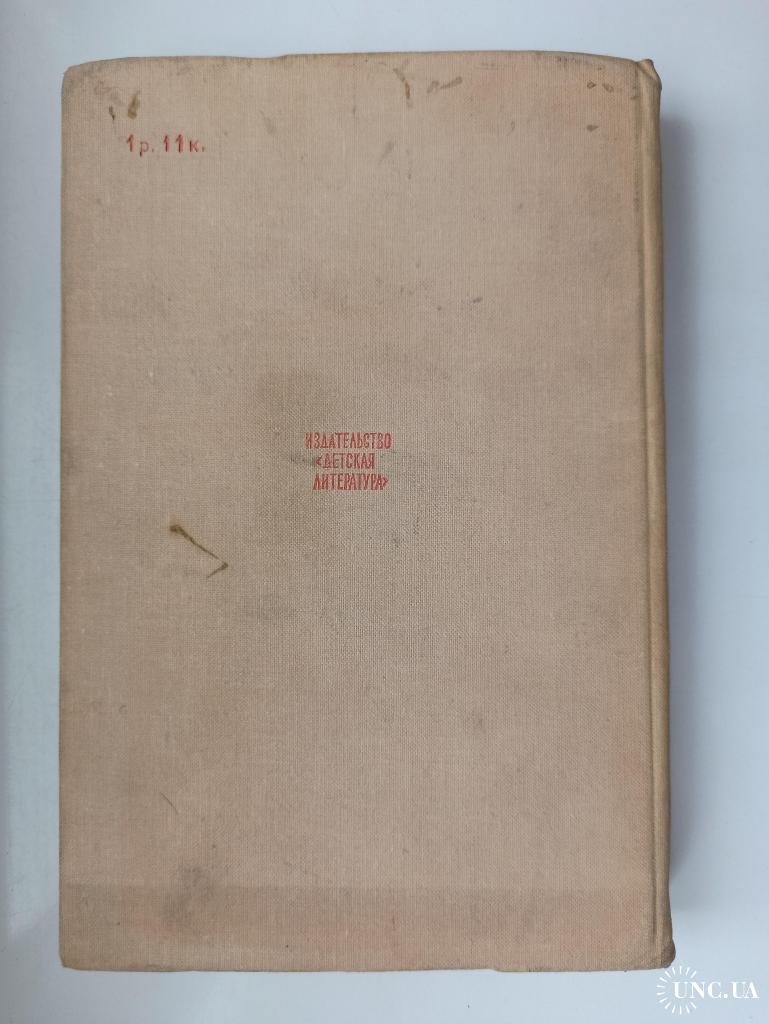 1р. 11к.
ИЗДАТЕЛЬСТВО
«ДЕТСКАЯ
ЛИТЕРАТУРА»
UNC.UA